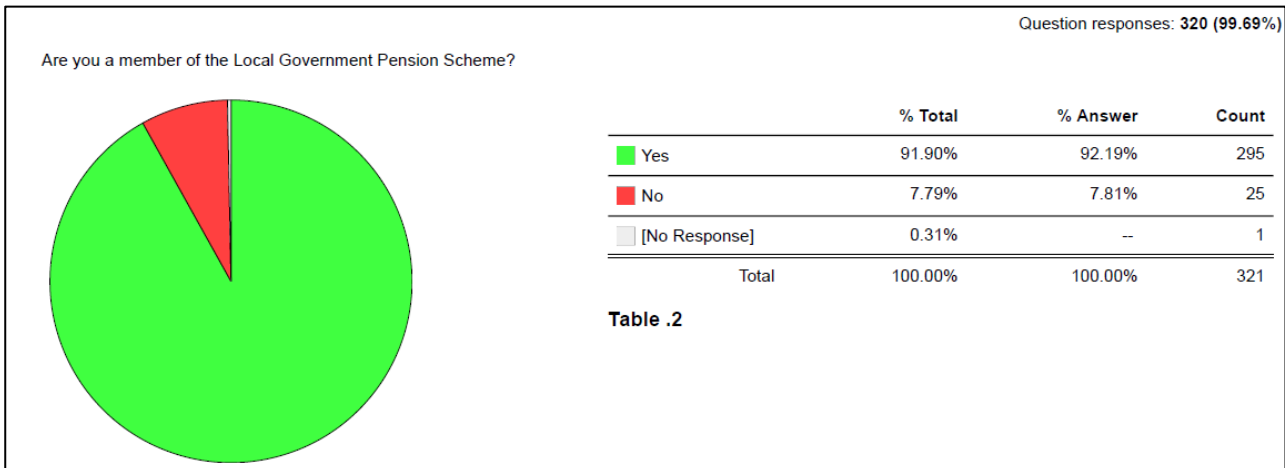 Question responses: 320 (99.69%)
Are you a member of the Local Government Pension Scheme?
% Total % Answer Count
Yes 91.90% 92.19% 295
No 7.79% 7.81% 25
[No Response] 0.31% -- 1
Total 100.00% 100.00% 321
Table .2